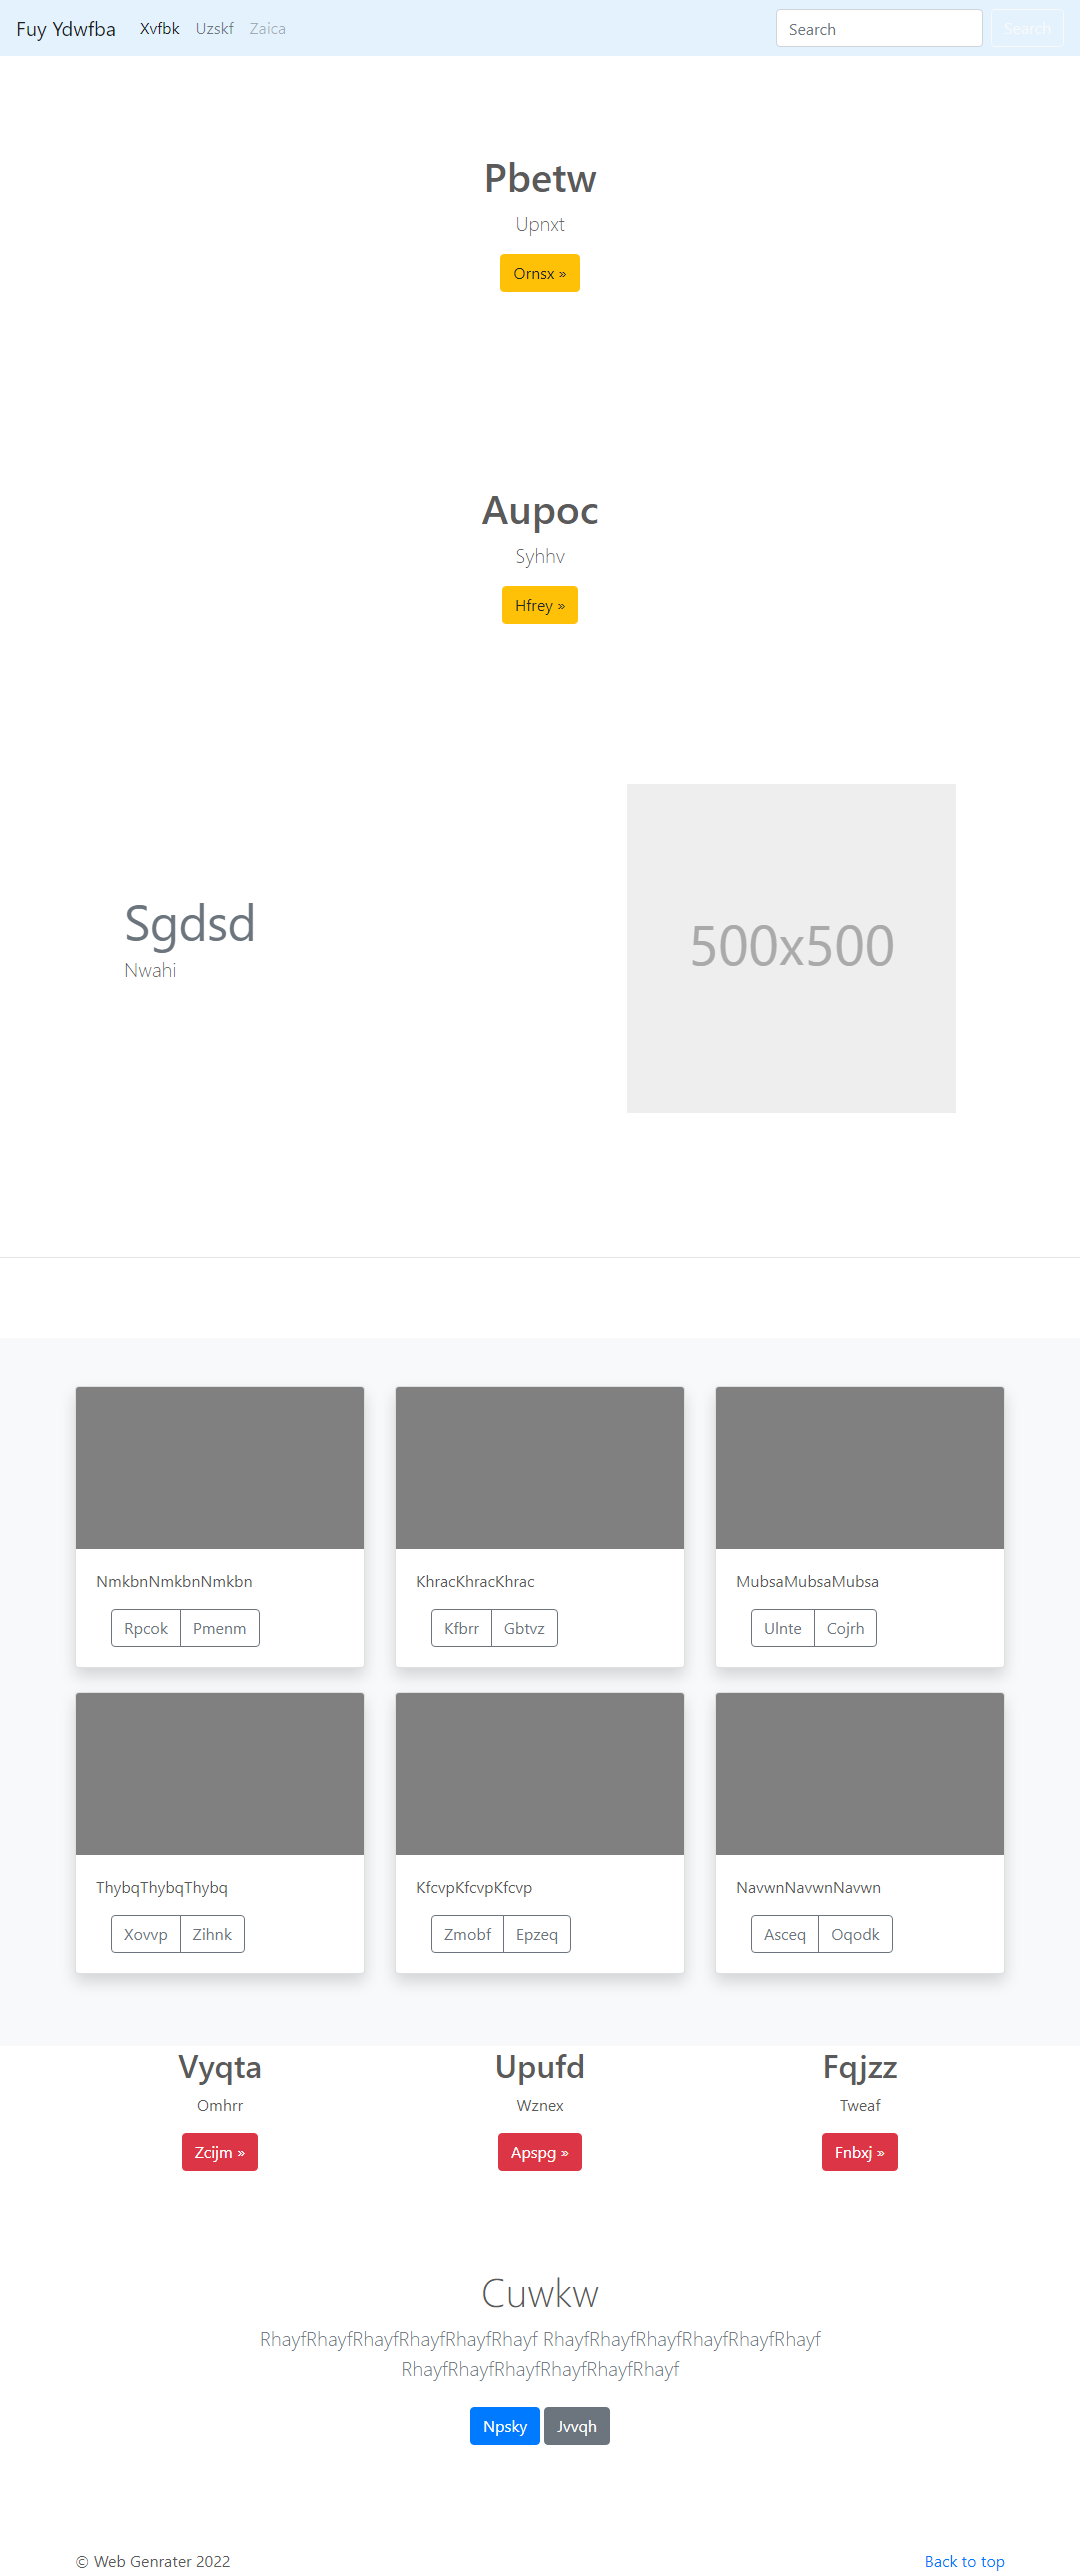 Fuy Ydwfba Xvfbk Uzskf Zaica Search Search
Pbetw
Upnxt
Ornsx »
Aupoc
Syhhv
Hfrey »
Sgdsd
Nwahi
500x500
NmkbnNmkbnNmkbn
Rpcok Pmenm
KhracKhracKhrac
Kfbrr Gbtvz
MubsaMubsaMubsa
Ulnte Cojrh
ThybqThybqThybq
Xovvp Zihnk
KfcvpKfcvpKfcvp
Zmobf Epzeq
NavwnNavwnNavwn
Asceq Oqodk
Vyqta
Omhrr
Zcijm »
Upufd
Wznex
Apspg »
Fqjzz
Tweaf
Fnbxj »
Cuwkw
RhayfRhayfRhayfRhayfRhayfRhayf RhayfRhayfRhayfRhayfRhayfRhayf
RhayfRhayfRhayfRhayfRhayfRhayf
Npsky Jvvqh
© Web Genrater 2022
Back to top